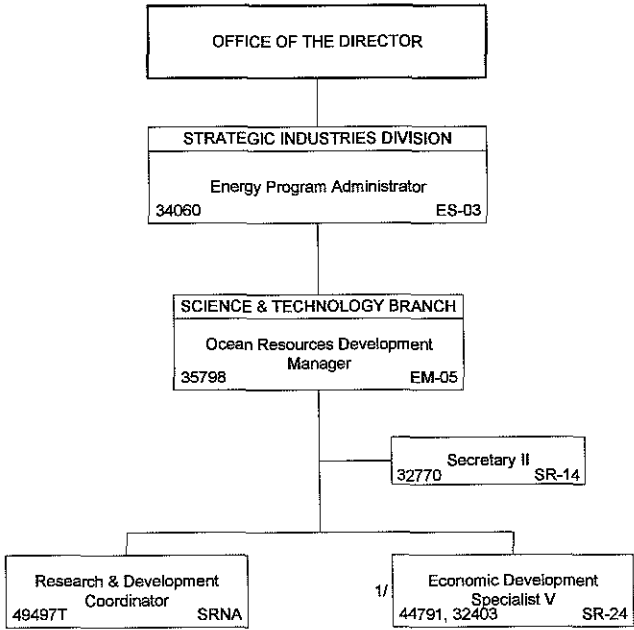 OFFICE OF THE DIRECTOR
STRATEGIC INDUSTRIES DIVISION
Energy Program Administrator
34060 ES-03
SCIENCE & TECHNOLOGY BRANCH
Ocean Resources Development
Manager
35798 EM-05
Secretary II
32770 SR-14
Research & Development
Coordinator
49497T SRNA
1/
Economic Development
Specialist V
44791, 32403 SR-24